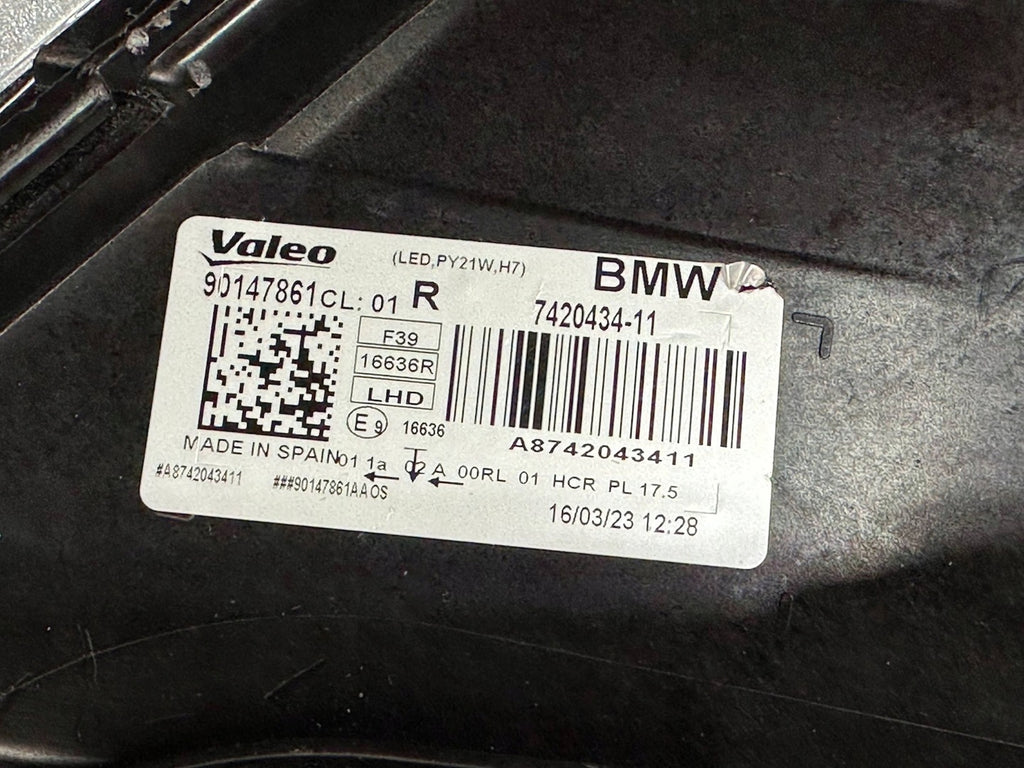 Valeo (LED,PY21W,H7) BMW
90147861CL: 01 R 7420434-11
F39
16636R
LHD
E9 16636
A8742043411
MADE IN SPAIN
01 1a 02 A 00RL 01 HCR PL 17.5
#A8742043411 ###90147861AAOS
16/03/23 12:28